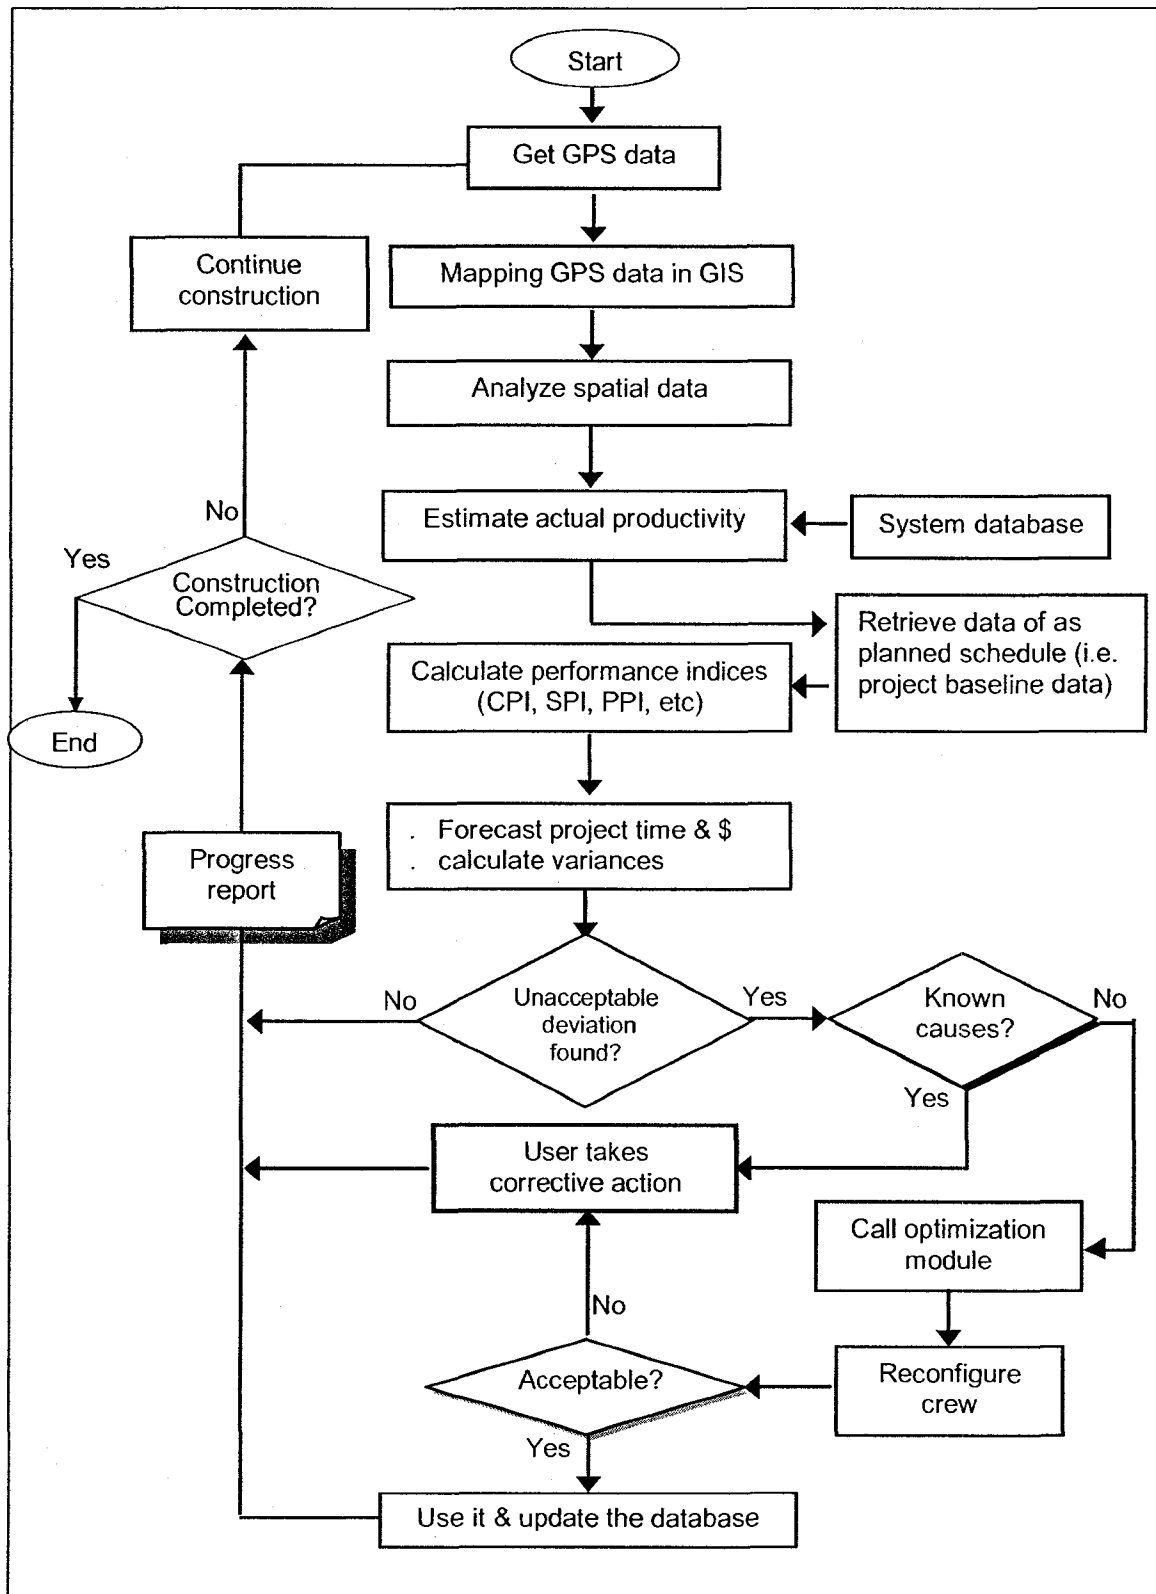 Start
Get GPS data
Continue
construction
Mapping GPS data in GIS
Analyze spatial data
No
Estimate actual productivity
System database
Yes
Construction
Completed?
Retrieve data of as
planned schedule (i.e.
project baseline data)
Calculate performance indices
(CPI, SPI, PPI, etc)
End
. Forecast project time & $
. calculate variances
Progress
report
No
Unacceptable
deviation
found?
Yes
Known
causes?
No
Yes
User takes
corrective action
Call optimization
module
No
Acceptable?
Reconfigure
crew
Yes
Use it & update the database